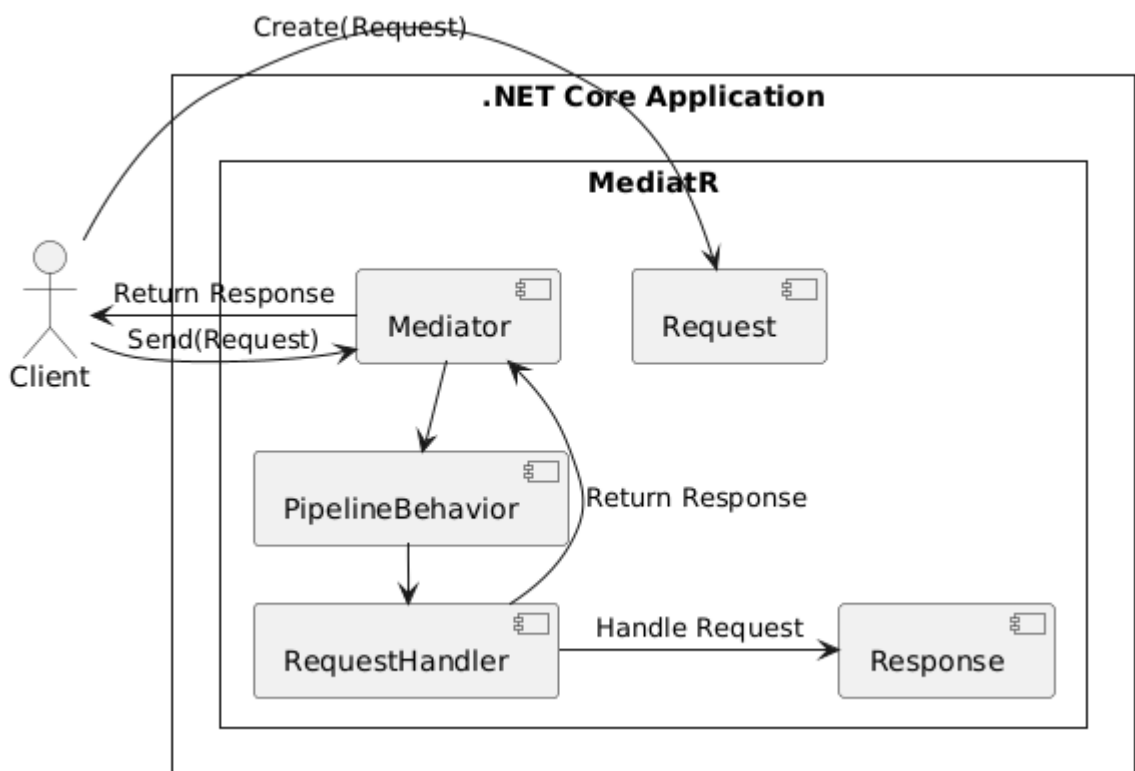 Create(Request)
.NET Core Application
MediatR
Return Response
Send(Request)
Client
Mediator
Request
PipelineBehavior
Return Response
RequestHandler
Handle Request
Response